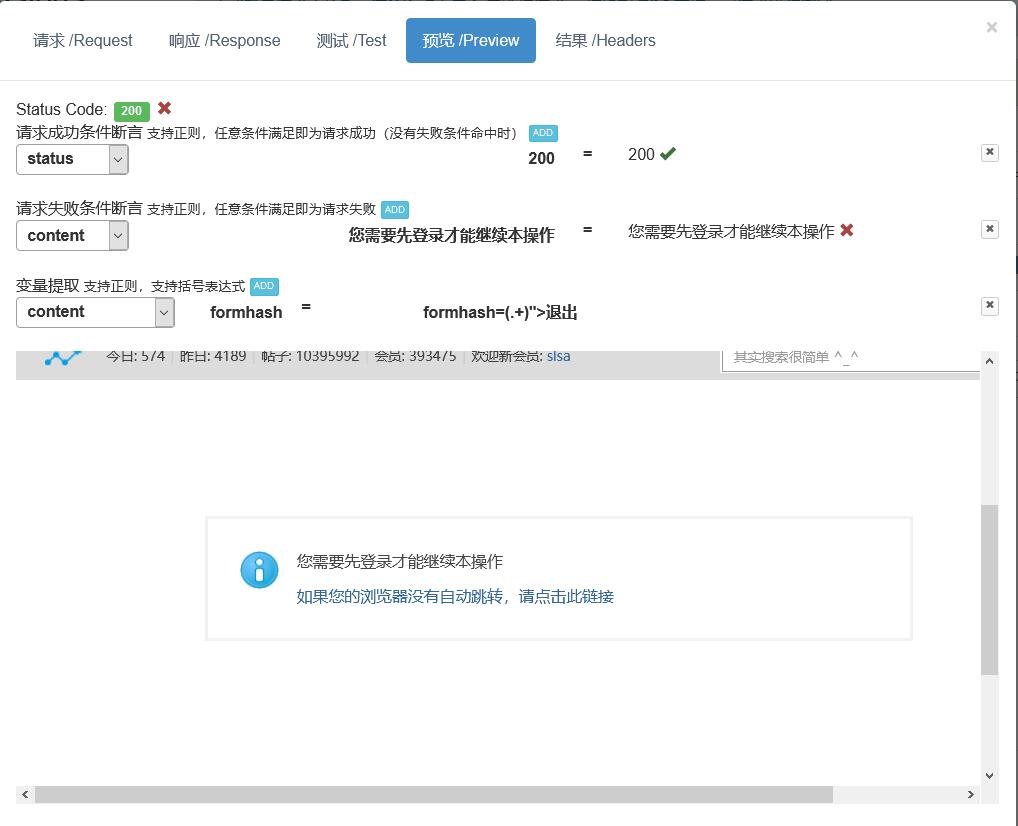 请求 /Request 响应 /Response 测试 /Test 预览 /Preview 结果 /Headers
Status Code: 200
请求成功条件断言 支持正则，任意条件满足即为请求成功（没有失败条件命中时） ADD
status 200 = 200
请求失败条件断言 支持正则，任意条件满足即为请求失败 ADD
content 您需要先登录才能继续本操作 = 您需要先登录才能继续本操作
变量提取 支持正则，支持括号表达式 ADD
content formhash = formhash=(.+)">退出
今日: 574 昨日: 4189 帖子: 10395992 会员: 393475 欢迎新会员: slsa 其实搜索很简单 ^_^
您需要先登录才能继续本操作
如果您的浏览器没有自动跳转，请点击此链接